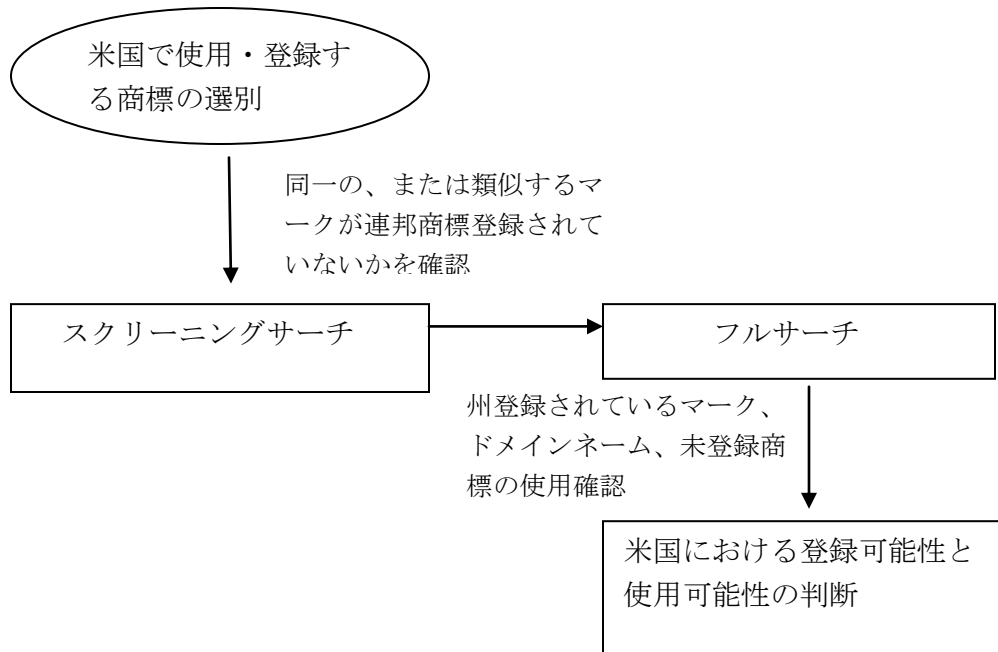 米国で使用・登録す
る商標の選別
同一の、または類似するマ
ークが連邦商標登録されて
いないかを確認
スクリーニングサーチ
フルサーチ
州登録されているマーク、
ドメインネーム、未登録商
標の使用確認
米国における登録可能性と
使用可能性の判断